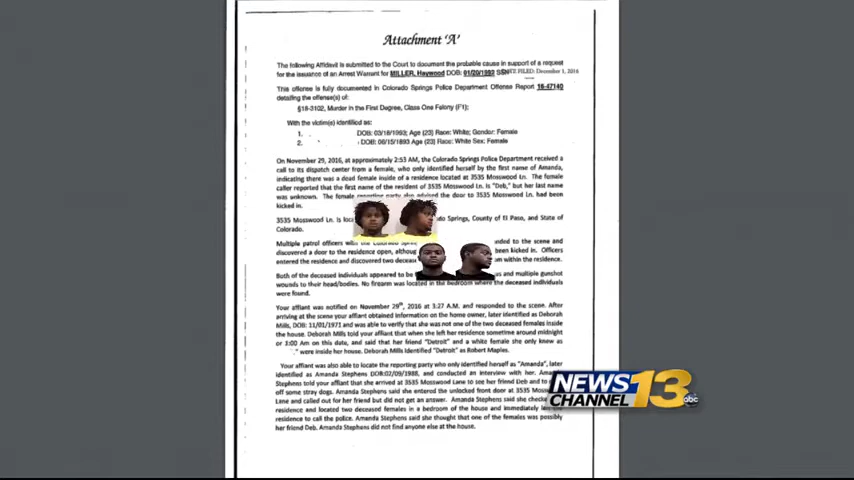 Attachment 'A'
The following Affidavit is submitted to the Court to document the probable cause in support of a request
for the issuance of an Arrest Warrant for MILLER, Haywood DOB: 01/20/1993 DATE FILED: December 1, 2016
This offense is fully documented in Colorado Springs Police Department Offense Report 16-47140
detailing the offense(s) of:
§18-3102, Murder in the First Degree, Class One Felony (F1);
With the victim(s) identified as:
1. DOB: 03/16/1993; Age (23) Race: White; Gender: Female
2. DOB: 06/15/1993 Age (23) Race: White Sex: Female
On November 29, 2016, at approximately 2:53 AM, the Colorado Springs Police Department received a
call to its dispatch center from a female, who only identified herself by the first name of Amanda,
indicating there was a dead female inside of a residence located at 3535 Mosswood Ln. The female
caller reported that the first name of the resident of 3535 Mosswood Ln. is "Deb," but her last name
was unknown. The female reporting party also advised the door to 3535 Mosswood Ln. had been
kicked in.
3535 Mosswood Ln. is Springs, County of El Paso, and State of
Colorado.
Multiple patrol officers with the Colorado to the scene and
discovered a door to the residence open, been kicked in. Officers
entered the residence and discovered two within the residence.
Both of the deceased individuals appeared to be and multiple gunshot
wounds to their head/bodies. No firearm was located in the bedroom where the deceased individuals
were found.
Your affiant was notified on November 29th, 2016 at 3:27 A.M. and responded to the scene. After
arriving at the scene your affiant obtained information on the home owner, later identified as Deborah
Mills, DOB: 11/01/1971 and was able to verify that she was not one of the two deceased females inside
the house. Deborah Mills told your affiant that when she left her residence sometime around midnight
or 1:00 Am on this date, and said that her friend "Detroit" and a white female she only knew as
" were inside her house. Deborah Mills identified "Detroit" as Robert Maples.
Your affiant was also able to locate the reporting party who only identified herself as "Amanda", later
identified as Amanda Stephens DOB:02/09/1988, and conducted an interview with her.
Stephens told your affiant that she arrived at 3535 Mosswood Lane to see her friend Deb and to
off some stray dogs. Amanda Stephens said she entered the unlocked front door at 3535
Lane and called out for her friend but did not get an answer. Amanda Stephens said she
residence and located two deceased females in a bedroom of the house and immediately left the
residence to call the police. Amanda Stephens said she thought that one of the females was possibly
her friend Deb. Amanda Stephens did not find anyone else at the house.
NEWS 13
CHANNEL abc